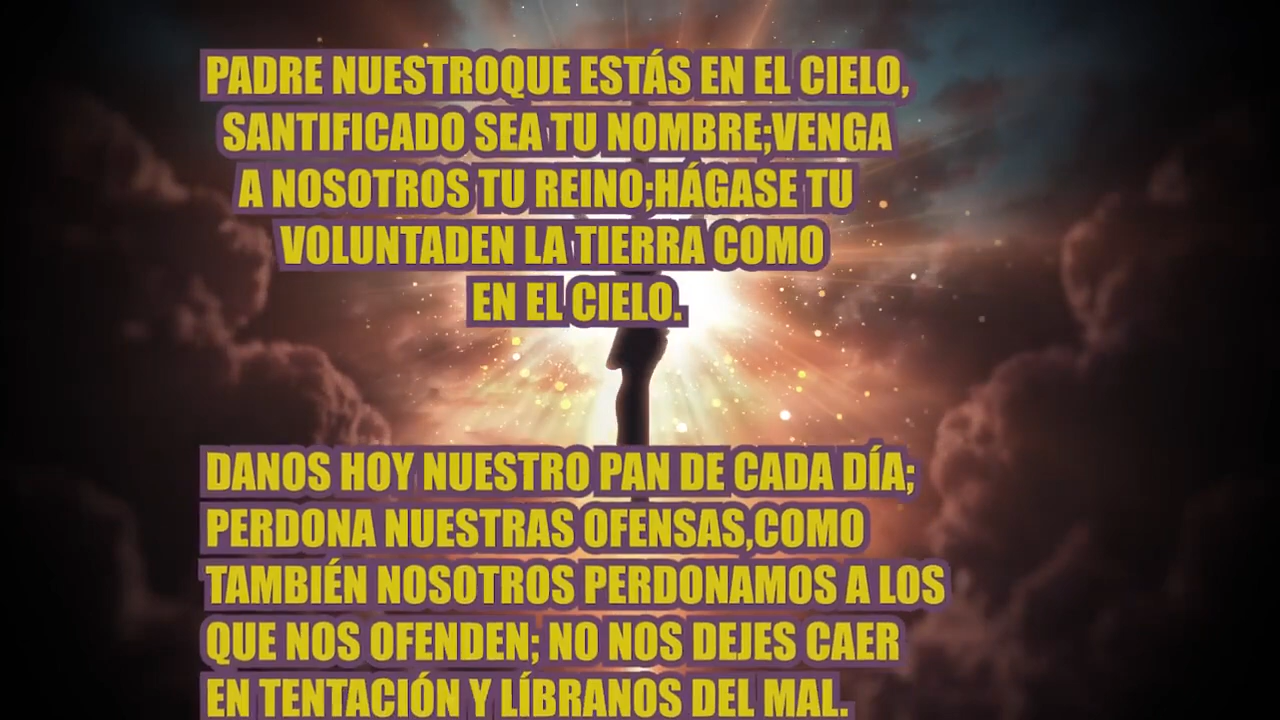 PADRE NUESTROQUE ESTÁS EN EL CIELO,
SANTIFICADO SEA TU NOMBRE;VENGA
A NOSOTROS TU REINO;HÁGASE TU
VOLUNTADEN LA TIERRA COMO
EN EL CIELO.
DANOS HOY NUESTRO PAN DE CADA DÍA;
PERDONA NUESTRAS OFENSAS,COMO
TAMBIÉN NOSOTROS PERDONAMOS A LOS
QUE NOS OFENDEN; NO NOS DEJES CAER
EN TENTACIÓN Y LÍBRANOS DEL MAL.